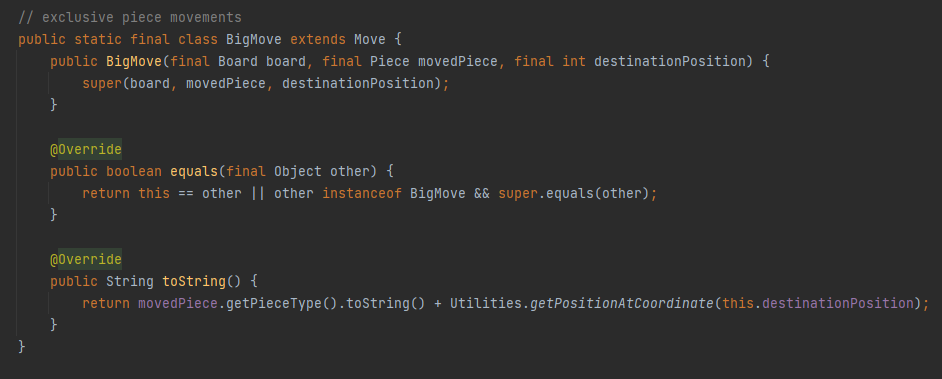 // exclusive piece movements
public static final class BigMove extends Move {
    public BigMove(final Board board, final Piece movedPiece, final int destinationPosition) {
        super(board, movedPiece, destinationPosition);
    }

    @Override
    public boolean equals(final Object other) {
        return this == other || other instanceof BigMove && super.equals(other);
    }

    @Override
    public String toString() {
        return movedPiece.getPieceType().toString() + Utilities.getPositionAtCoordinate(this.destinationPosition);
    }
}